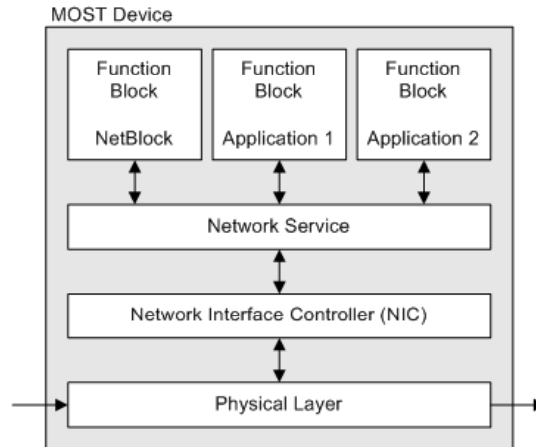 MOST Device
Function
Block
NetBlock
Function
Block
Application 1
Function
Block
Application 2
Network Service
Network Interface Controller (NIC)
Physical Layer